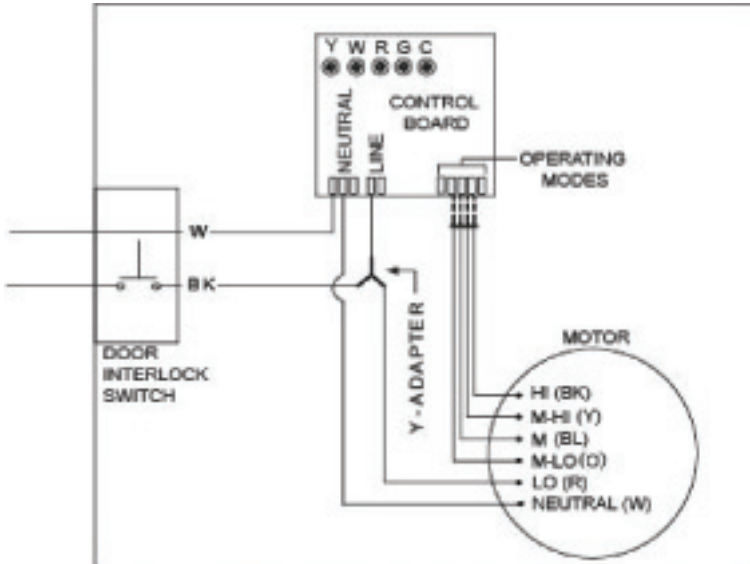 Y W R G C
CONTROL
BOARD
NEUTRAL
LINE
OPERATING
MODES
W
BK
DOOR
INTERLOCK
SWITCH
Y-ADAPTER
MOTOR
HI (BK)
M-HI (Y)
M (BL)
M-LO(O)
LO (R)
NEUTRAL (W)